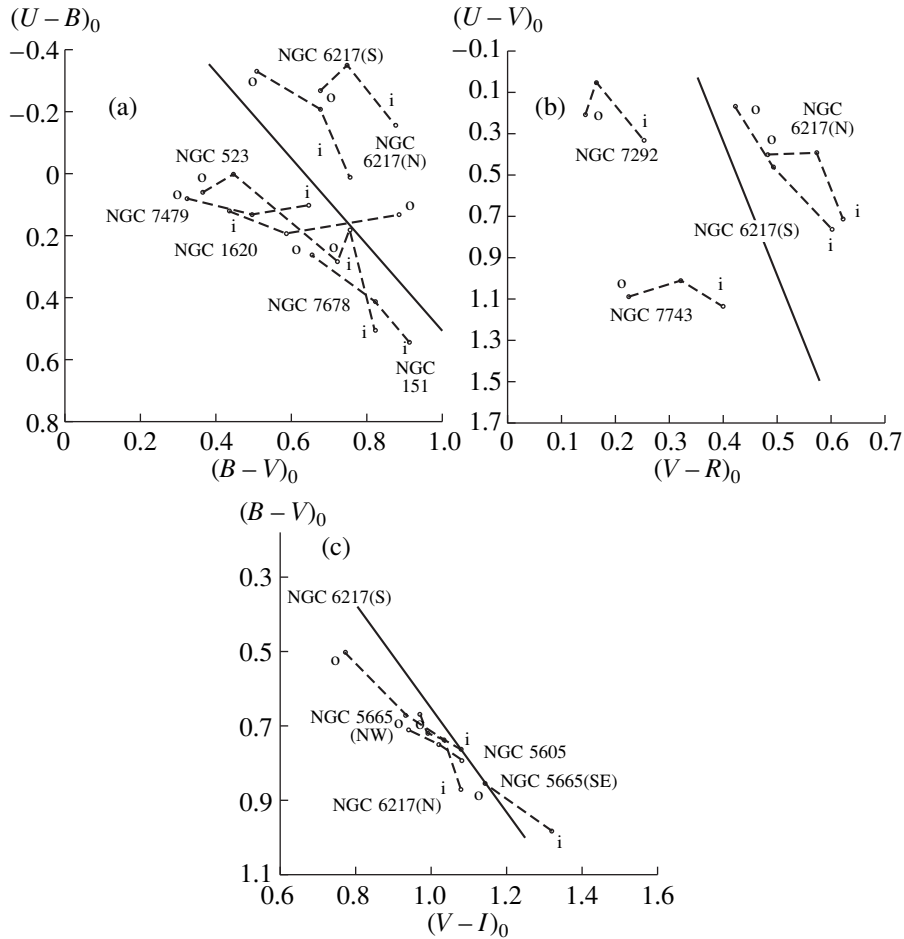 (U – B)₀
–0.4
–0.2
0
0.2
0.4
0.6
0.8
(a)
NGC 6217(S)
o
o
i
NGC
6217(N)
i
NGC 523
o
o
i
o
NGC 7479
i
NGC 1620
o
o
i
NGC 7678
i
i
NGC
151
0
0.2
0.4
0.6
0.8
1.0
(B – V)₀
(U – V)₀
–0.1
0.1
0.3
0.5
0.7
0.9
1.1
1.3
1.5
1.7
(b)
o
i
NGC 7292
o
o
NGC
6217(N)
i
i
NGC 6217(S)
o
i
NGC 7743
0
0.1
0.2
0.3
0.4
0.5
0.6
0.7
(V – R)₀
(B – V)₀
0.3
0.5
0.7
0.9
1.1
(c)
NGC 6217(S)
o
NGC 5665
(NW)
o
o
i
NGC 5605
i
o
NGC 5665(SE)
NGC 6217(N)
i
0.6
0.8
1.0
1.2
1.4
1.6
(V – I)₀